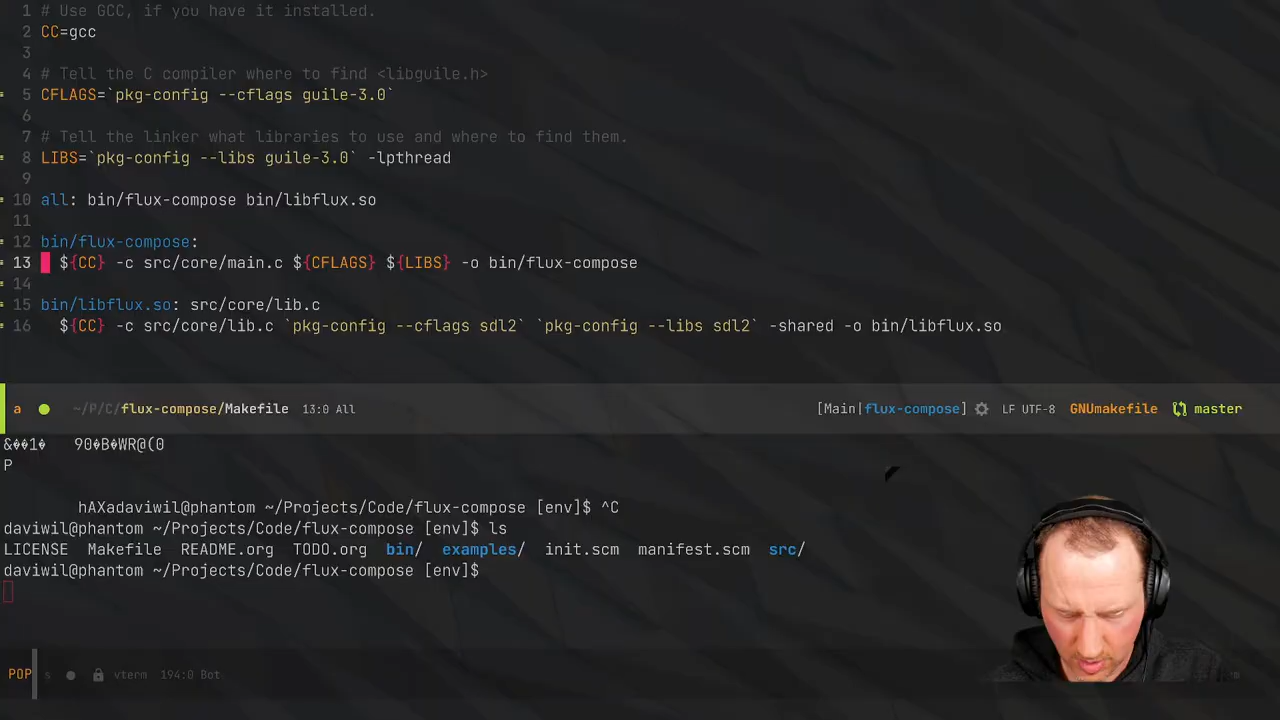 1 # Use GCC, if you have it installed.
2 CC=gcc
3
4 # Tell the C compiler where to find <libguile.h>
5 CFLAGS=`pkg-config --cflags guile-3.0`
6
7 # Tell the linker what libraries to use and where to find them.
8 LIBS=`pkg-config --libs guile-3.0` -lpthread
9
10 all: bin/flux-compose bin/libflux.so
11
12 bin/flux-compose:
13 ${CC} -c src/core/main.c ${CFLAGS} ${LIBS} -o bin/flux-compose
14
15 bin/libflux.so: src/core/lib.c
16 ${CC} -c src/core/lib.c `pkg-config --cflags sdl2` `pkg-config --libs sdl2` -shared -o bin/libflux.so
a ~/P/C/flux-compose/Makefile 13:0 All [Main|flux-compose] LF UTF-8 GNUmakefile master
&��1� 90�B�WR@(0
P
hAXadaviwil@phantom ~/Projects/Code/flux-compose [env]$ ^C
daviwil@phantom ~/Projects/Code/flux-compose [env]$ ls
LICENSE Makefile README.org TODO.org bin/ examples/ init.scm manifest.scm src/
daviwil@phantom ~/Projects/Code/flux-compose [env]$
POP s vterm 194:0 Bot